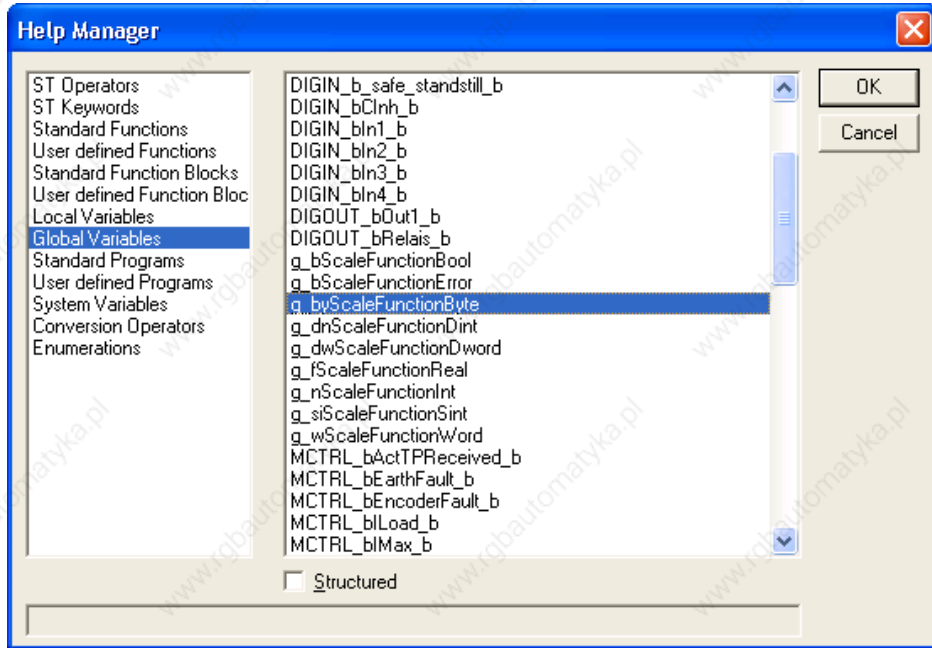 Help Manager
ST Operators
ST Keywords
Standard Functions
User defined Functions
Standard Function Blocks
User defined Function Bloc
Local Variables
Global Variables
Standard Programs
User defined Programs
System Variables
Conversion Operators
Enumerations
DIGIN_b_safe_standstill_b
DIGIN_bCInh_b
DIGIN_bIn1_b
DIGIN_bIn2_b
DIGIN_bIn3_b
DIGIN_bIn4_b
DIGOUT_bOut1_b
DIGOUT_bRelais_b
g_bScaleFunctionBool
g_bScaleFunctionError
g_byScaleFunctionByte
g_dnScaleFunctionDint
g_dwScaleFunctionDword
g_fScaleFunctionReal
g_nScaleFunctionInt
g_siScaleFunctionSint
g_wScaleFunctionWord
MCTRL_bActTPReceived_b
MCTRL_bEarthFault_b
MCTRL_bEncoderFault_b
MCTRL_bILoad_b
MCTRL_bIMax_b
OK
Cancel
Structured
www.rgbautomatyka.pl